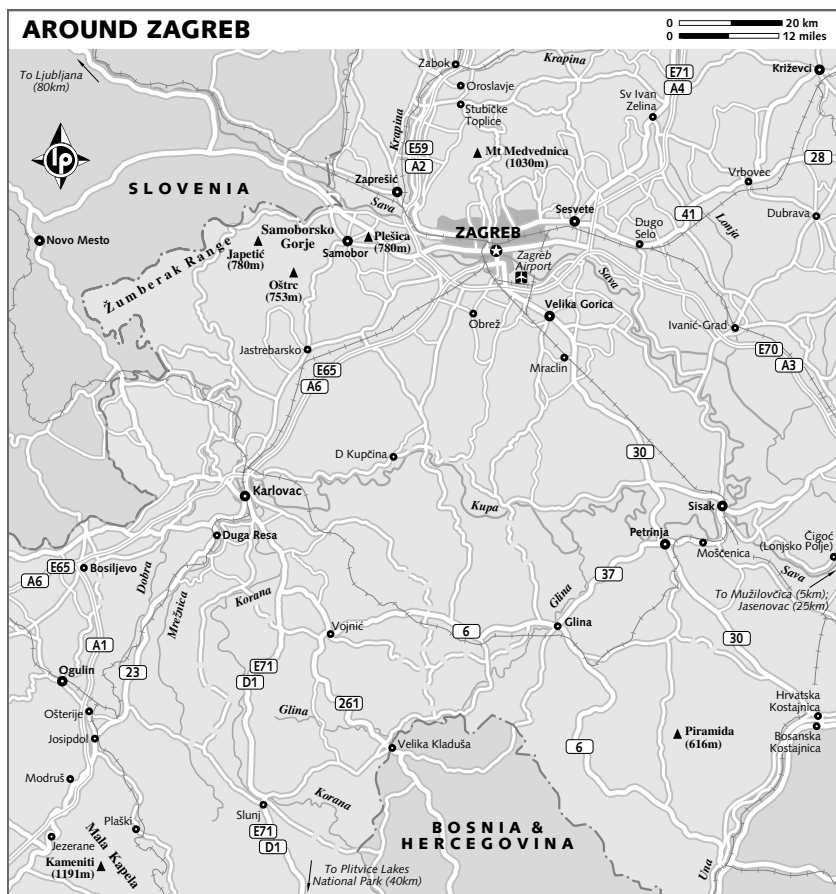 AROUND ZAGREB
0 20 km
0 12 miles
To Ljubljana
(80km)
Zabok
Krapina
E71
A4
Križevci
Oroslavje
Stubičke
Toplice
Sv Ivan
Zelina
Krapina
E59
A2
Mt Medvednica
(1030m)
28
lp
Vrbovec
SLOVENIA
Zaprešić
Sava
Sesvete
41
Lonja
Dubrava
Novo Mesto
Samoborsko
Gorje
Plešica
(780m)
ZAGREB
Dugo
Selo
Japetić
(780m)
Samobor
Zagreb
Airport
Sava
Žumberak Range
Oštrc
(753m)
Velika Gorica
Obrež
Ivanić-Grad
Jastrebarsko
E70
A3
Mraclin
E65
A6
D Kupčina
30
Karlovac
Kupa
Sisak
Duga Resa
Petrinja
Čigoć
(Lonjsko Polje)
Mošćenica
E65
A6
Bosiljevo
Dobra
37
Sava
To Mužilovčica (5km);
Jasenovac (25km)
Mrežnica
Korana
Glina
Vojnić
6
Glina
30
A1
E71
D1
Ogulin
23
261
Glina
Hrvatska
Kostajnica
Ošterije
Piramida
(616m)
Bosanska
Kostajnica
Josipdol
Velika Kladuša
6
Modruš
Korana
Slunj
Plaški
E71
D1
BOSNIA &
HERCEGOVINA
Jezerane
Mala Kapela
Kameniti
(1191m)
Una
To Plitvice Lakes
National Park (40km)